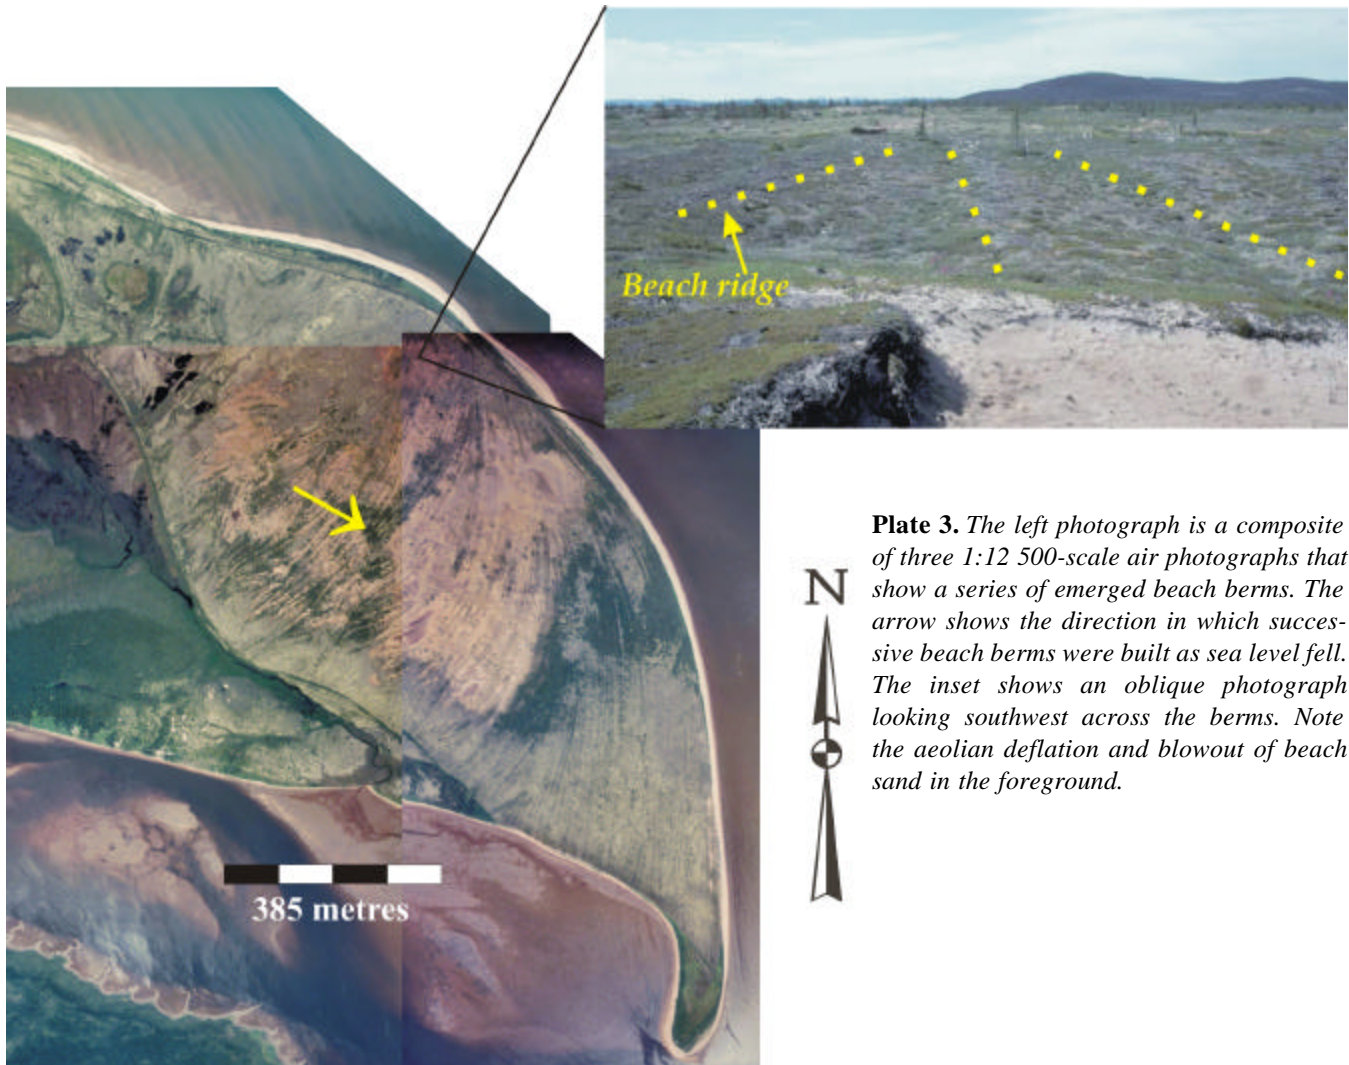 Beach ridge
385 metres
N
Plate 3. The left photograph is a composite
of three 1:12 500-scale air photographs that
show a series of emerged beach berms. The
arrow shows the direction in which succes-
sive beach berms were built as sea level fell.
The inset shows an oblique photograph
looking southwest across the berms. Note
the aeolian deflation and blowout of beach
sand in the foreground.